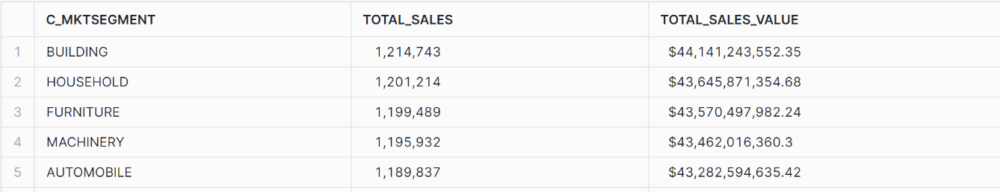 C_MKTSEGMENT TOTAL_SALES TOTAL_SALES_VALUE
1 BUILDING 1,214,743 $44,141,243,552.35
2 HOUSEHOLD 1,201,214 $43,645,871,354.68
3 FURNITURE 1,199,489 $43,570,497,982.24
4 MACHINERY 1,195,932 $43,462,016,360.3
5 AUTOMOBILE 1,189,837 $43,282,594,635.42